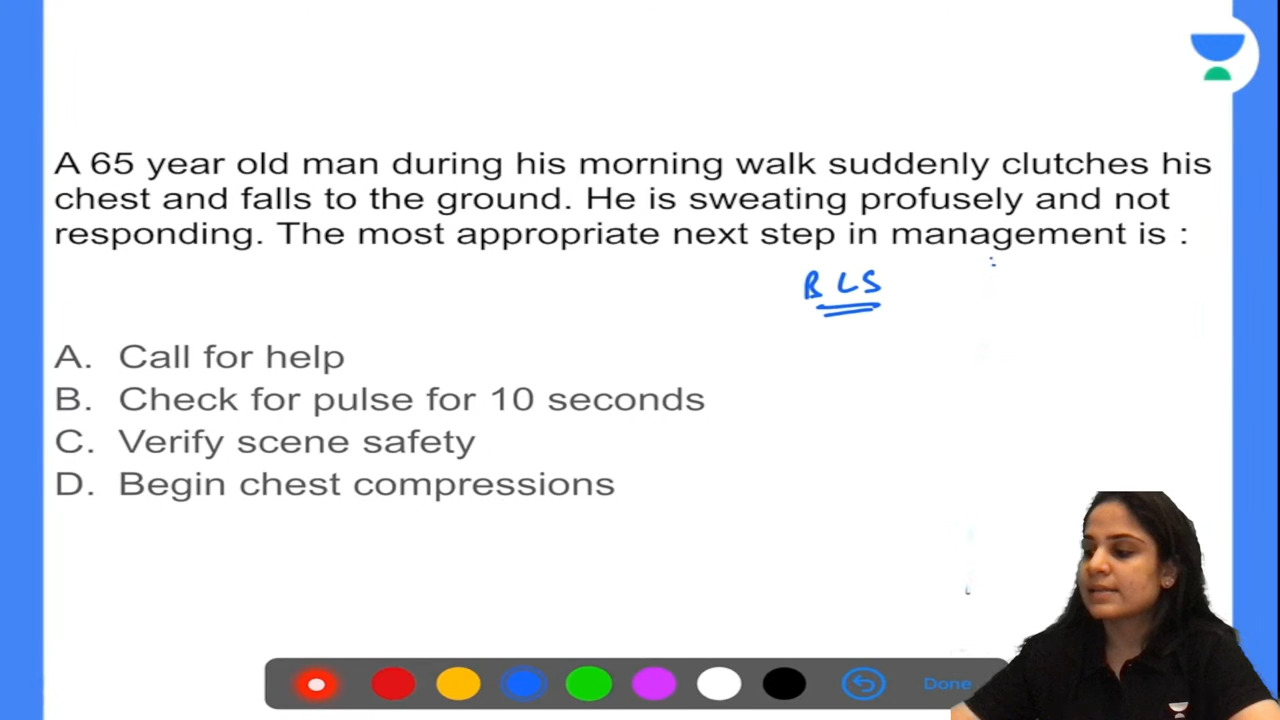 A 65 year old man during his morning walk suddenly clutches his
chest and falls to the ground. He is sweating profusely and not
responding. The most appropriate next step in management is :
BLS
A. Call for help
B. Check for pulse for 10 seconds
C. Verify scene safety
D. Begin chest compressions
Done